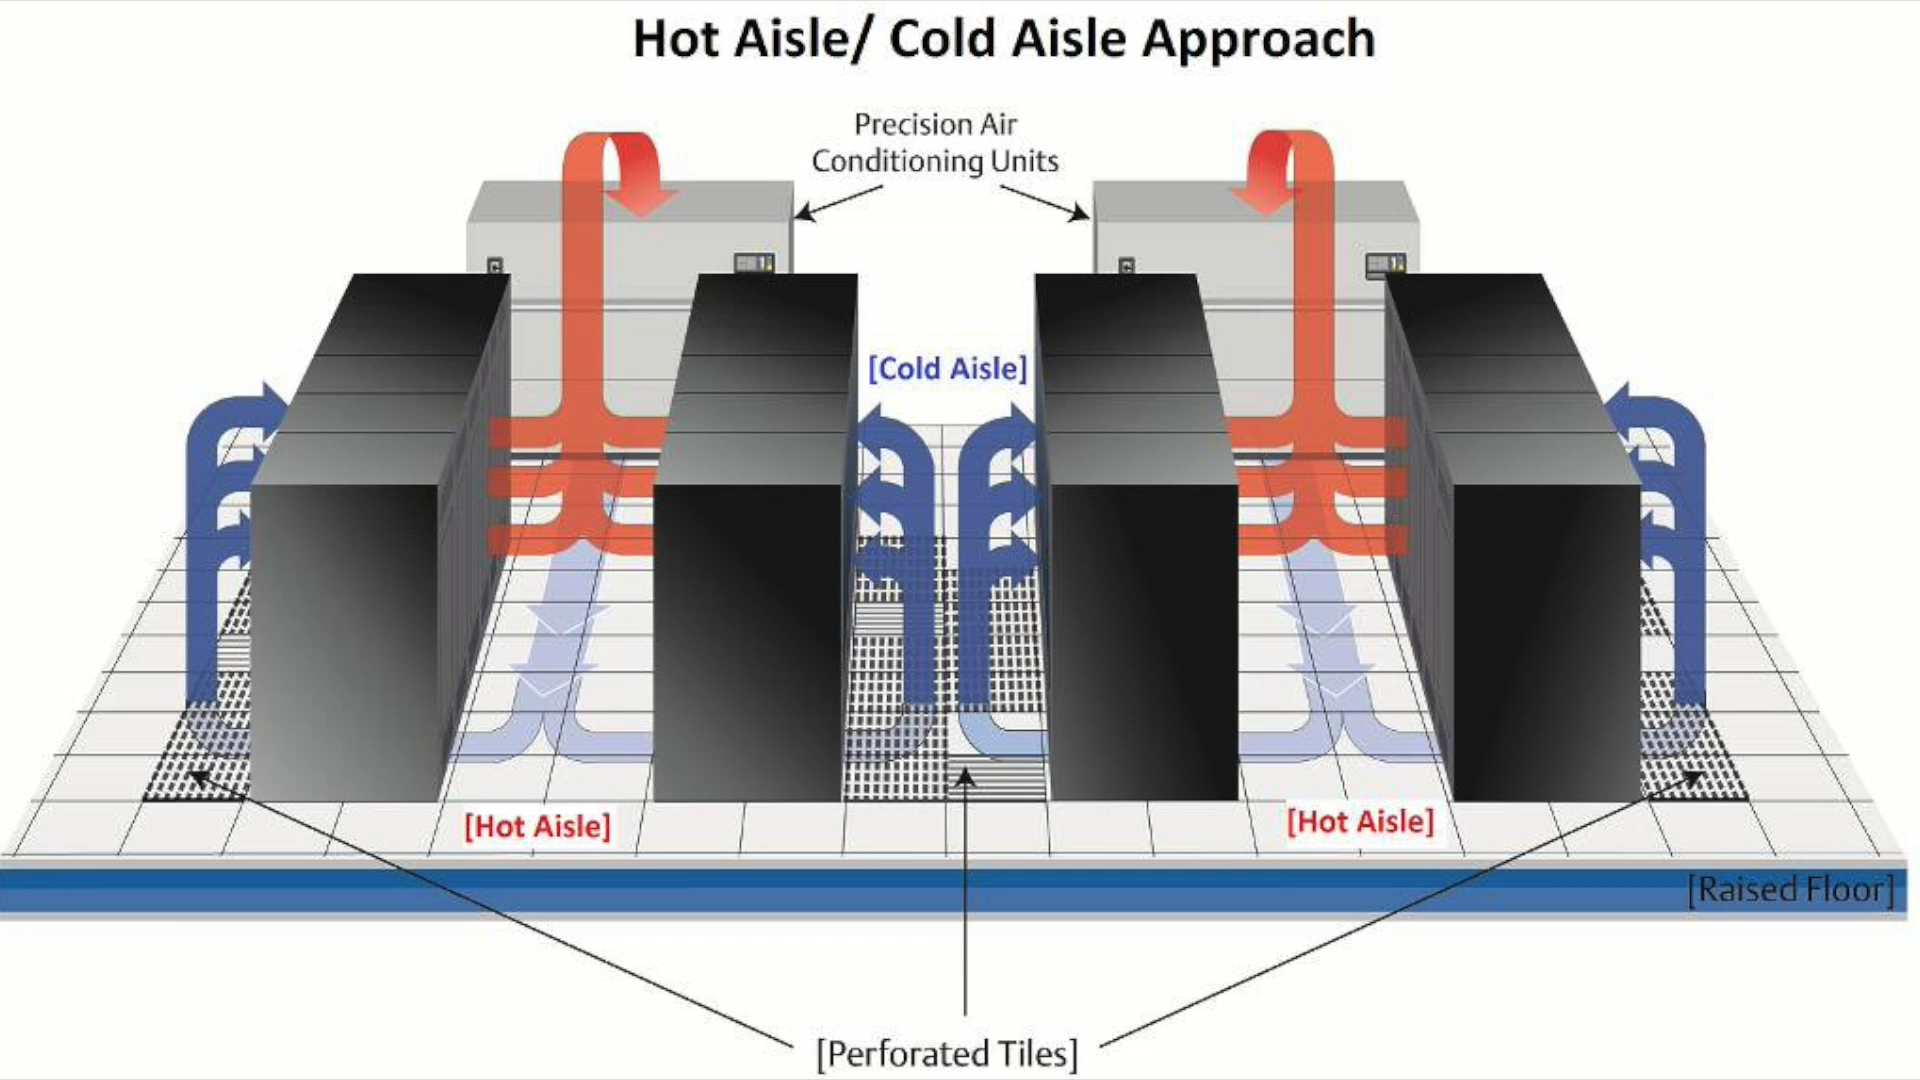 Hot Aisle/ Cold Aisle Approach
Precision Air
Conditioning Units
[Cold Aisle]
[Hot Aisle]
[Hot Aisle]
[Raised Floor]
[Perforated Tiles]